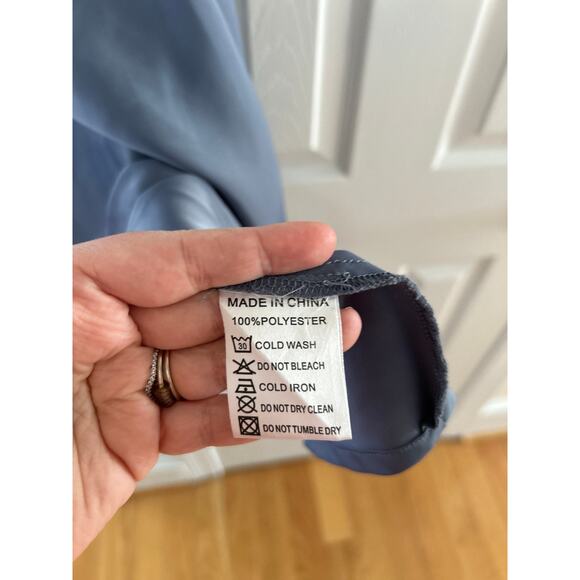 MADE IN CHINA
100%POLYESTER
30 COLD WASH
DO NOT BLEACH
COLD IRON
DO NOT DRY CLEAN
DO NOT TUMBLE DRY